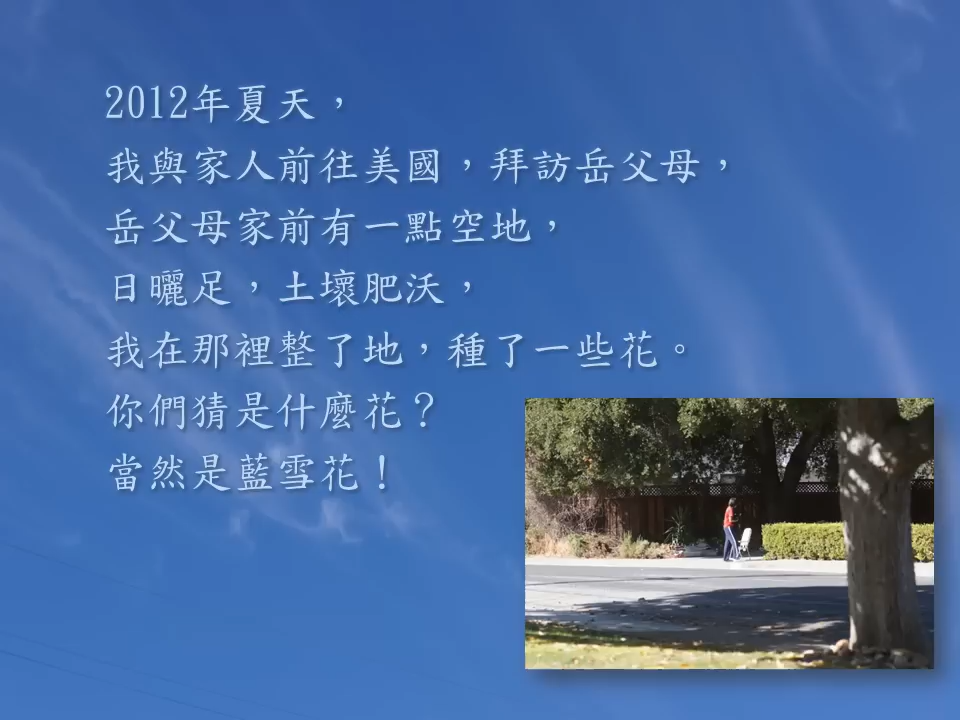 2012年夏天，
我與家人前往美國，拜訪岳父母，
岳父母家前有一點空地，
日曬足，土壞肥沃，
我在那裡整了地，種了一些花。
你們猜是什麼花？
當然是藍雪花！